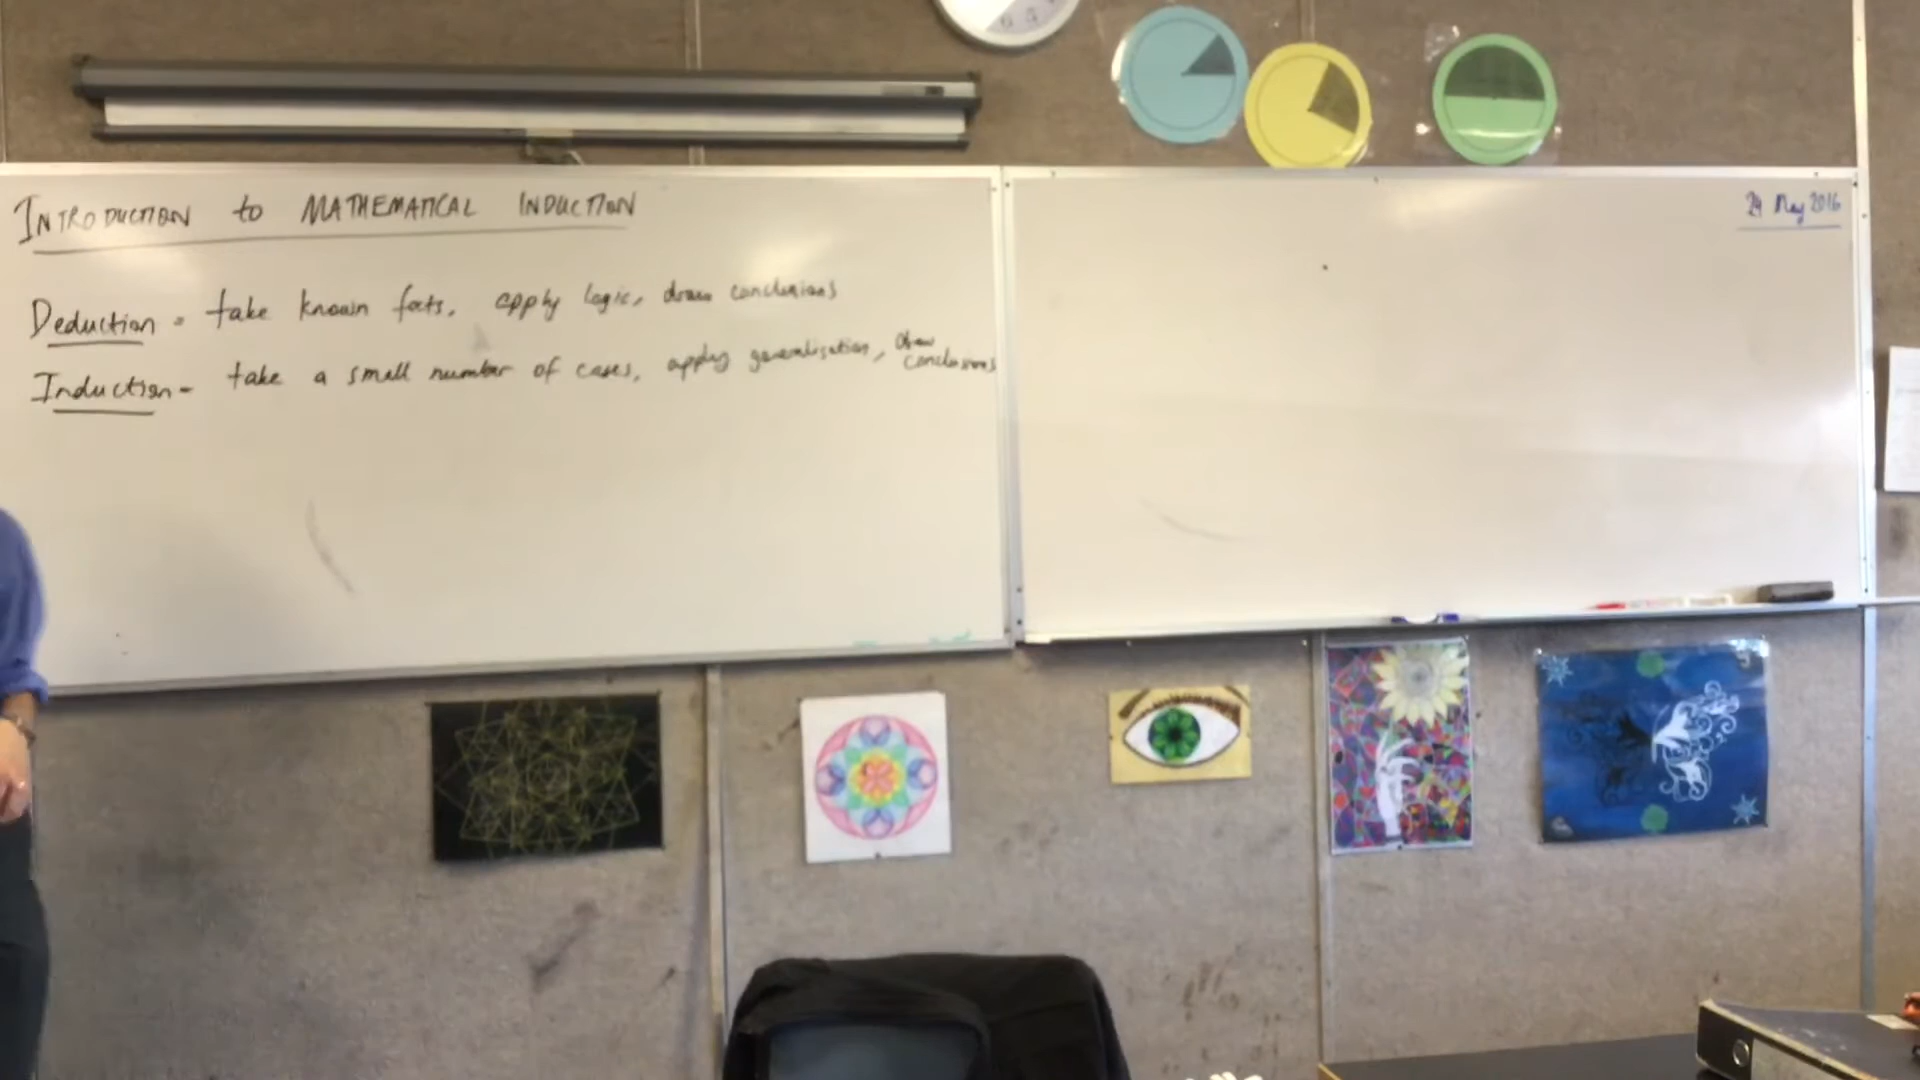 INTRODUCTION to MATHEMATICAL INDUCTION
24 May 2016
Deduction - take known facts, apply logic, draw conclusions
Induction - take a small number of cases, apply generalisation, draw conclusions